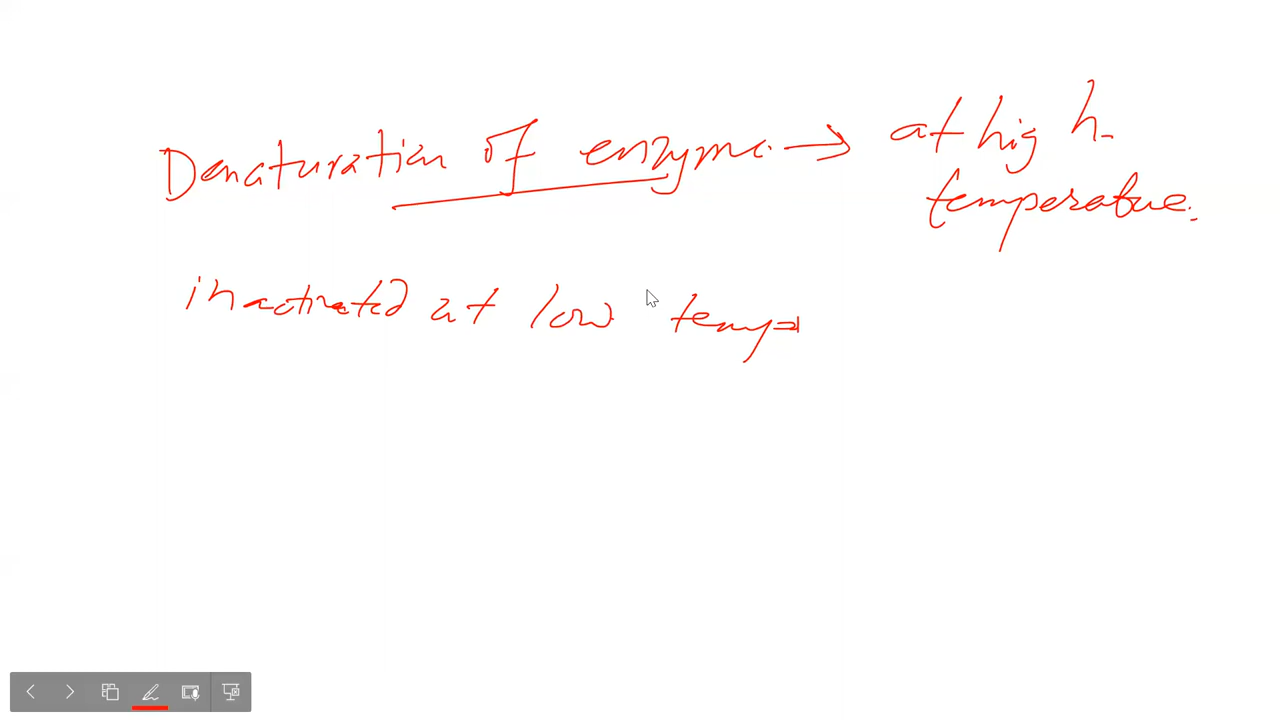 Denaturation of enzyme. → at high
temperature.
inactivated at low temp